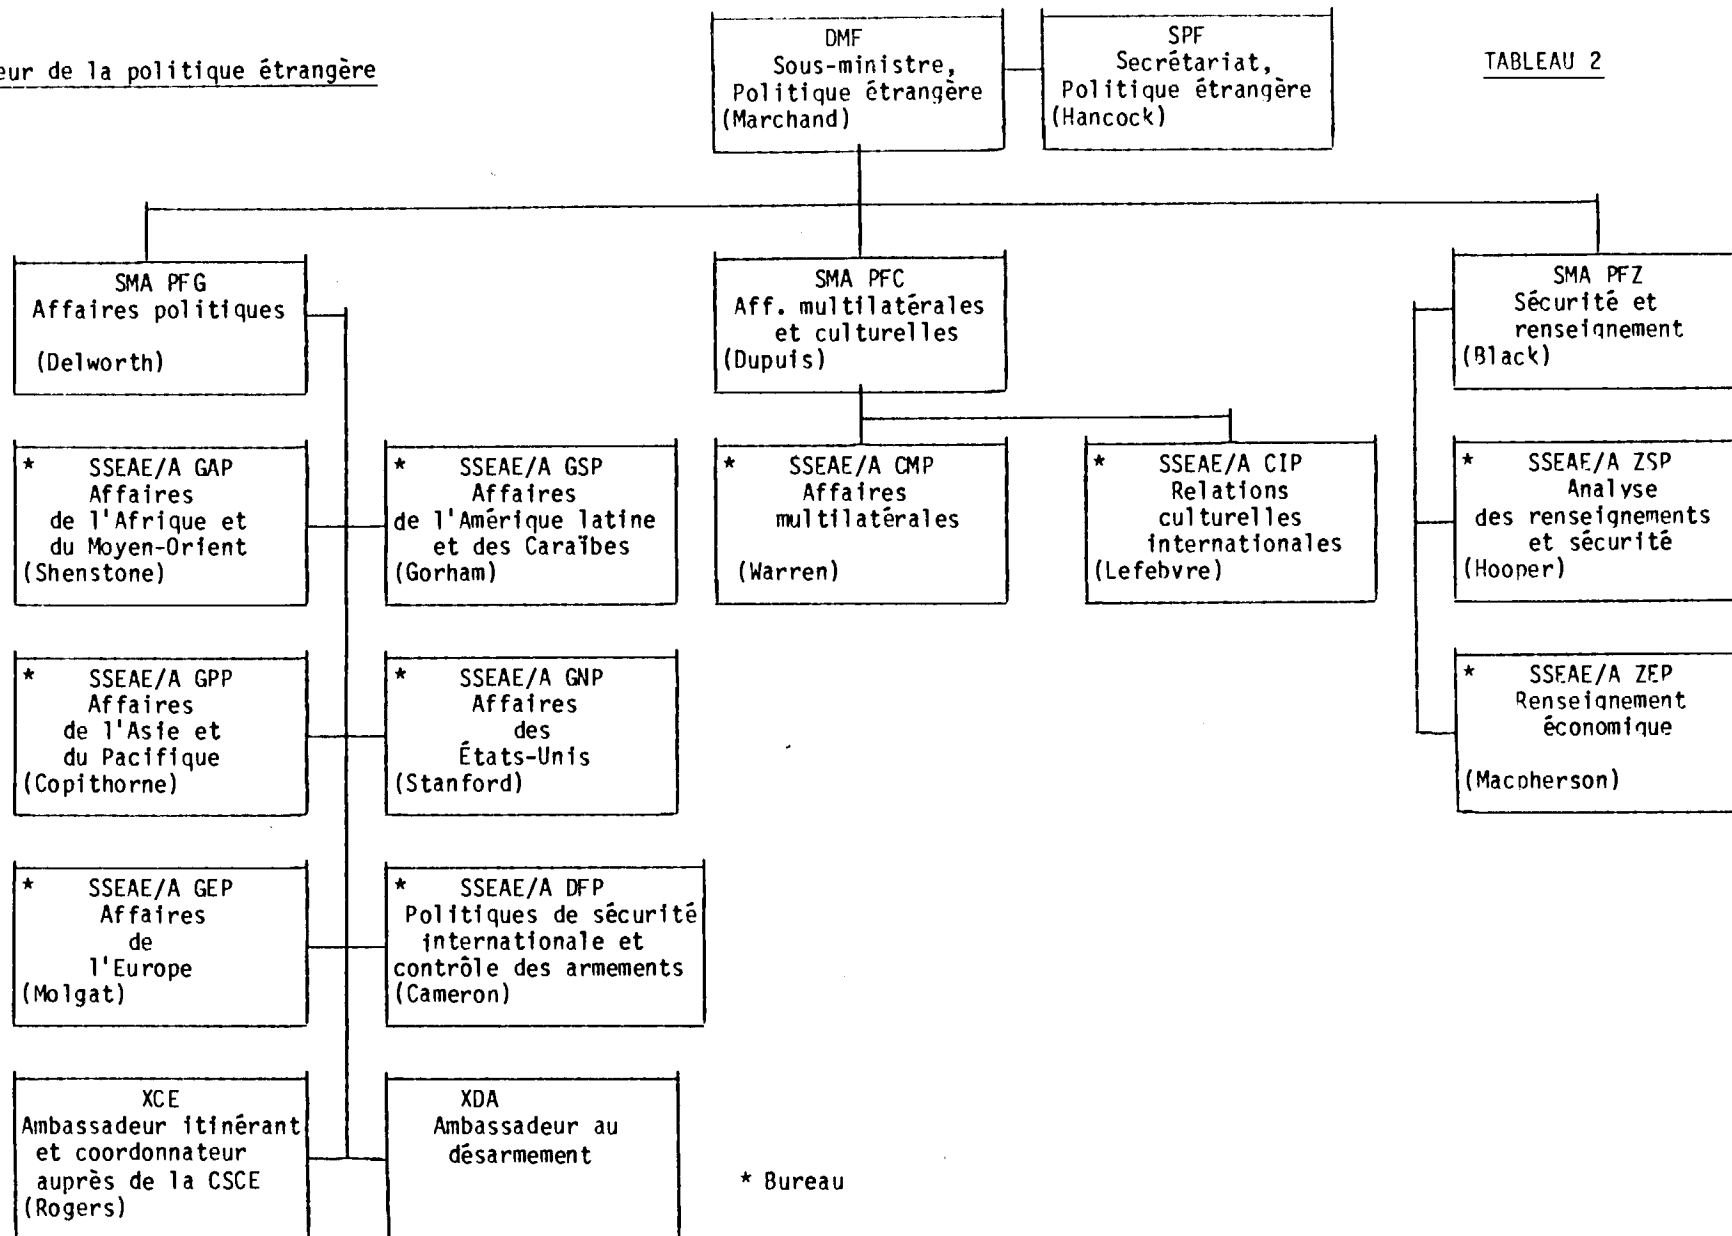 eur de la politique étrangère
TABLEAU 2
DMF
Sous-ministre,
Politique étrangère
(Marchand)
SPF
Secrétariat,
Politique étrangère
(Hancock)
SMA PFG
Affaires politiques
(Delworth)
SMA PFC
Aff. multilatérales
et culturelles
(Dupuis)
SMA PFZ
Sécurité et
renseignement
(Black)
* SSEAE/A GAP
Affaires
de l'Afrique et
du Moyen-Orient
(Shenstone)
* SSEAE/A GSP
Affaires
de l'Amérique latine
et des Caraïbes
(Gorham)
* SSEAE/A CMP
Affaires
multilatérales
(Warren)
* SSEAE/A CIP
Relations
culturelles
internationales
(Lefebvre)
* SSEAE/A ZSP
Analyse
des renseignements
et sécurité
(Hooper)
* SSEAE/A GPP
Affaires
de l'Asie et
du Pacifique
(Copithorne)
* SSEAE/A GNP
Affaires
des
États-Unis
(Stanford)
* SSEAE/A ZEP
Renseignement
économique
(Macpherson)
* SSEAE/A GEP
Affaires
de
l'Europe
(Molgat)
* SSEAE/A DFP
Politiques de sécurité
internationale et
contrôle des armements
(Cameron)
XCE
Ambassadeur itinérant
et coordonnateur
auprès de la CSCE
(Rogers)
XDA
Ambassadeur au
désarmement
* Bureau